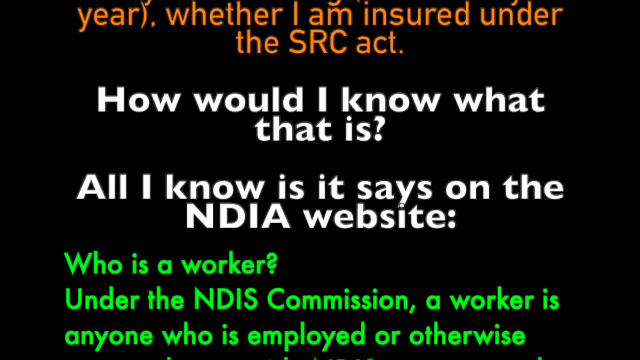 year), whether I am insured under
the SRC act.
How would I know what
that is?
All I know is it says on the
NDIA website:
Who is a worker?
Under the NDIS Commission, a worker is
anyone who is employed or otherwise